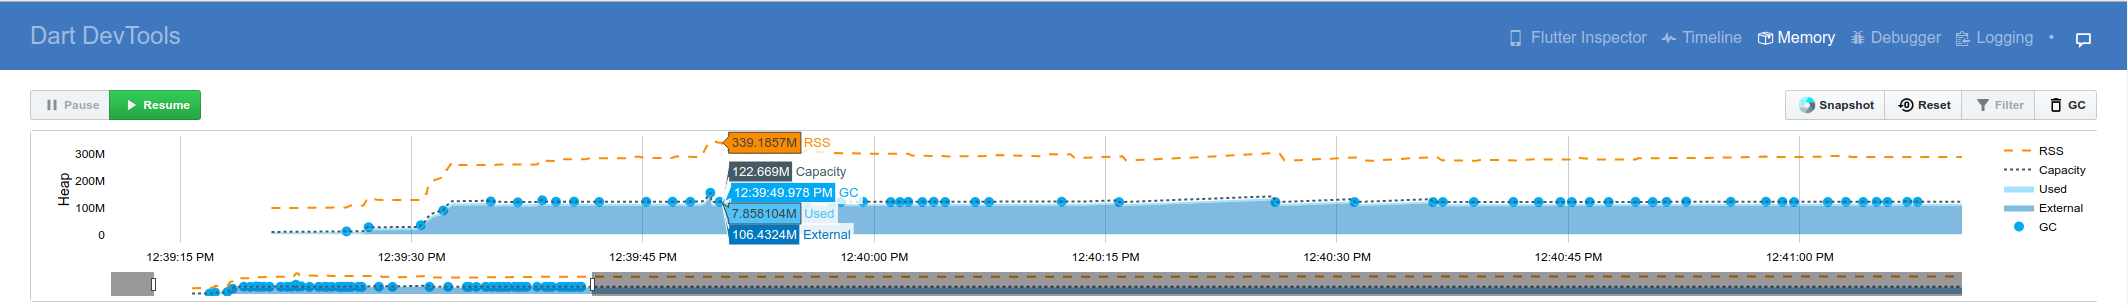 Dart DevTools
Flutter Inspector Timeline Memory Debugger Logging •
Pause Resume Snapshot Reset Filter GC
339.1857M RSS
122.669M Capacity
12:39:49.978 PM GC
7.858104M Used
106.4324M External
Heap
300M
200M
100M
0
12:39:15 PM 12:39:30 PM 12:39:45 PM 12:40:00 PM 12:40:15 PM 12:40:30 PM 12:40:45 PM 12:41:00 PM
RSS
Capacity
Used
External
GC